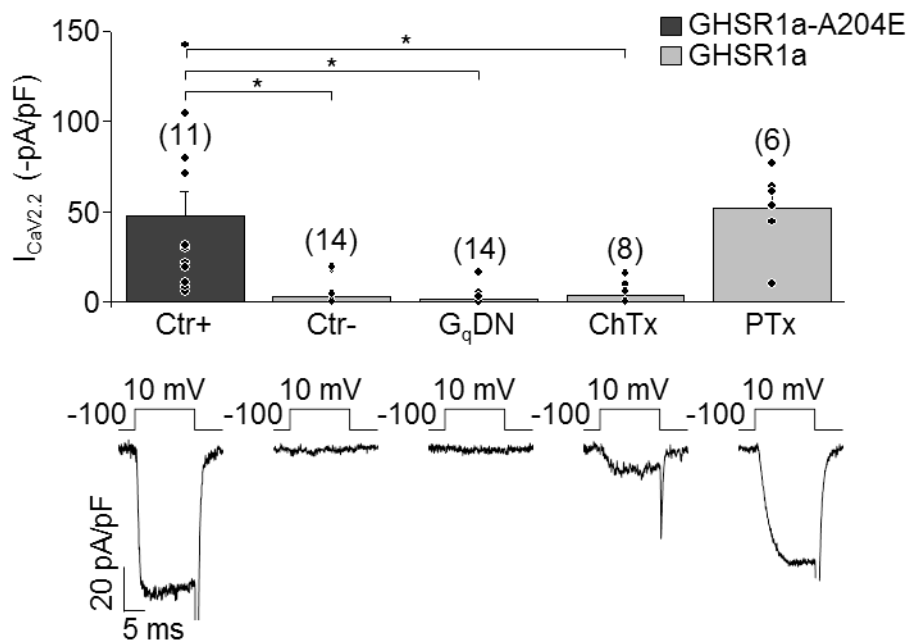 GHSR1a-A204E
GHSR1a
I_CaV2.2 (-pA/pF)
150
100
50
0
* 
*
*
(11)
(14)
(14)
(8)
(6)
Ctr+ Ctr- GqDN ChTx PTx
10 mV 10 mV 10 mV 10 mV 10 mV
-100 -100 -100 -100 -100
20 pA/pF
5 ms